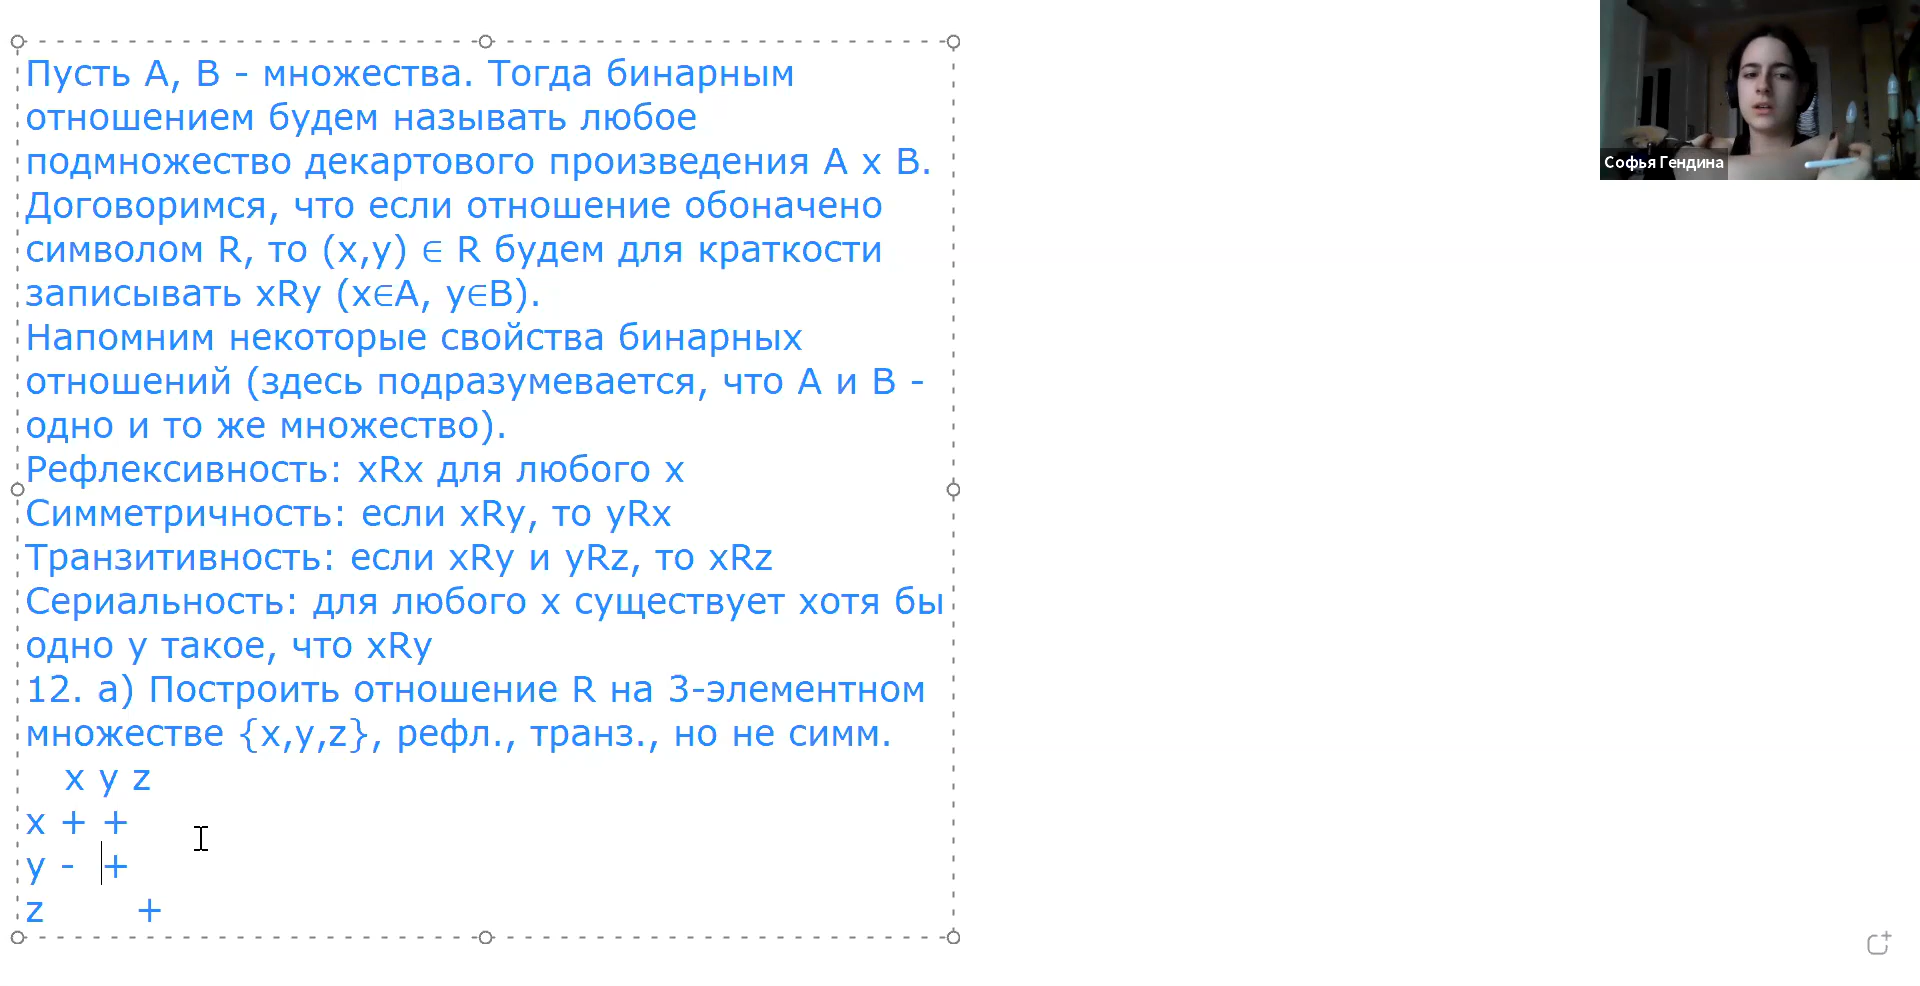 Пусть A, B - множества. Тогда бинарным
отношением будем называть любое
подмножество декартового произведения A x B.
Договоримся, что если отношение обоначено
символом R, то (x,y) ∈ R будем для краткости
записывать xRy (x∈A, y∈B).
Напомним некоторые свойства бинарных
отношений (здесь подразумевается, что A и B -
одно и то же множество).
Рефлексивность: xRx для любого x
Симметричность: если xRy, то yRx
Транзитивность: если xRy и yRz, то xRz
Сериальность: для любого x существует хотя бы
одно y такое, что xRy
12. а) Построить отношение R на 3-элементном
множестве {x,y,z}, рефл., транз., но не симм.
x y z
x + +
y - +
z +
Софья Гендина